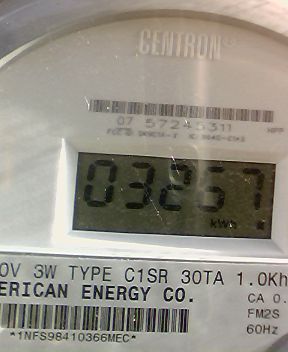 CENTRON®
07 57245311
03257
kWh
0V 3W TYPE C1SR 30TA 1.0Kh
ERICAN ENERGY CO.
CA 0.
FM2S
60Hz
*1NFS98410366MEC*